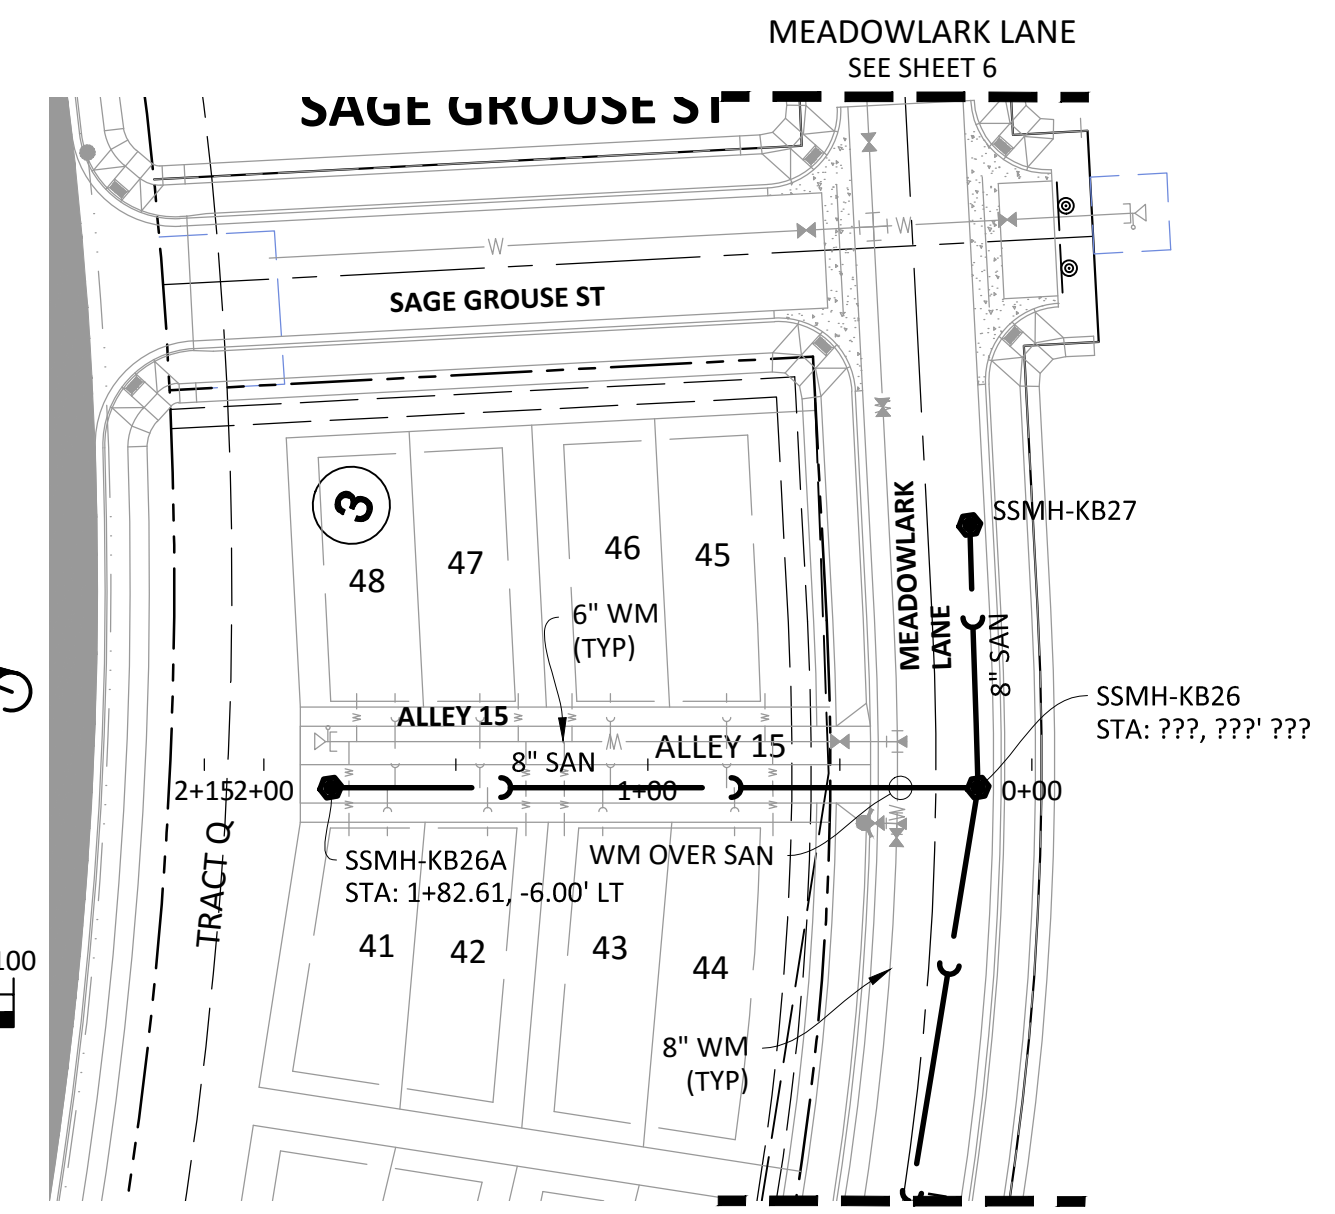 MEADOWLARK LANE
SEE SHEET 6
SAGE GROUSE ST
W
W
SAGE GROUSE ST
3
48
47
46
45
MEADOWLARK
LANE
SSMH-KB27
8" SAN
6" WM
(TYP)
SSMH-KB26
STA: ???, ???' ???
ALLEY 15
ALLEY 15
8" SAN
2+15
2+00
1+00
0+00
TRACT Q
SSMH-KB26A
STA: 1+82.61, -6.00' LT
WM OVER SAN
41
42
43
44
100
8" WM
(TYP)